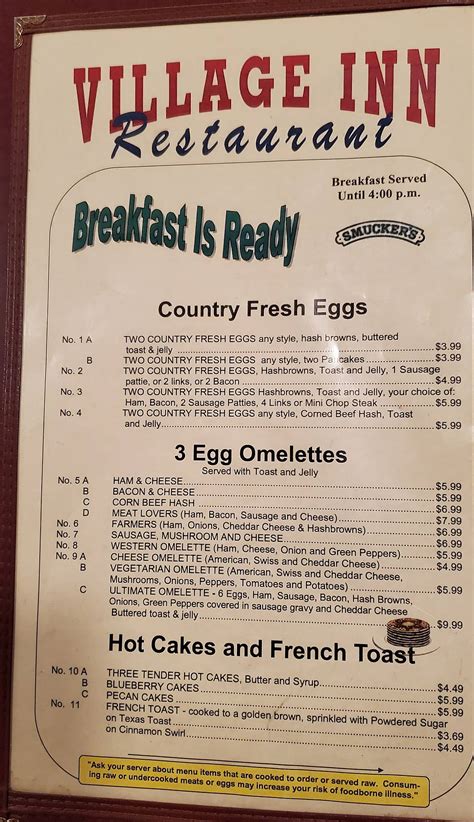 VILLAGE INN
Restaurant
Breakfast Served
Until 4:00 p.m.
Breakfast Is Ready
SMUCKER'S
Country Fresh Eggs
No. 1 A TWO COUNTRY FRESH EGGS any style, hash browns, buttered
toast & jelly $3.99
B TWO COUNTRY FRESH EGGS any style, two Pancakes $3.99
No. 2 TWO COUNTRY FRESH EGGS, Hashbrowns, Toast and Jelly, 1 Sausage
pattie, or 2 links, or 2 Bacon $4.99
No. 3 TWO COUNTRY FRESH EGGS Hashbrowns, Toast and Jelly, your choice of:
Ham, Bacon, 2 Sausage Patties, 4 Links or Mini Chop Steak $5.99
No. 4 TWO COUNTRY FRESH EGGS any style, Corned Beef Hash, Toast
and Jelly $5.99
3 Egg Omelettes
Served with Toast and Jelly
No. 5 A HAM & CHEESE $5.99
B BACON & CHEESE $5.99
C CORN BEEF HASH $6.99
D MEAT LOVERS (Ham, Bacon, Sausage and Cheese) $7.99
No. 6 FARMERS (Ham, Onions, Cheddar Cheese & Hashbrowns) $6.99
No. 7 SAUSAGE, MUSHROOM AND CHEESE $6.99
No. 8 WESTERN OMELETTE (Ham, Cheese, Onion and Green Peppers) $5.99
No. 9 A CHEESE OMELETTE (American, Swiss and Cheddar Cheese) $4.99
B VEGETARIAN OMELETTE (American, Swiss and Cheddar Cheese,
Mushrooms, Onions, Peppers, Tomatoes and Potatoes) $5.99
C ULTIMATE OMELETTE - 6 Eggs, Ham, Sausage, Bacon, Hash Browns,
Onions, Green Peppers covered in sausage gravy and Cheddar Cheese
Buttered toast & jelly $9.99
Hot Cakes and French Toast
No. 10 A THREE TENDER HOT CAKES, Butter and Syrup $4.49
B BLUEBERRY CAKES $5.99
C PECAN CAKES $5.99
No. 11 FRENCH TOAST - cooked to a golden brown, sprinkled with Powdered Sugar
on Texas Toast $3.69
on Cinnamon Swirl $4.49
"Ask your server about menu items that are cooked to order or served raw. Consum-
ing raw or undercooked meats or eggs may increase your risk of foodborne illness."